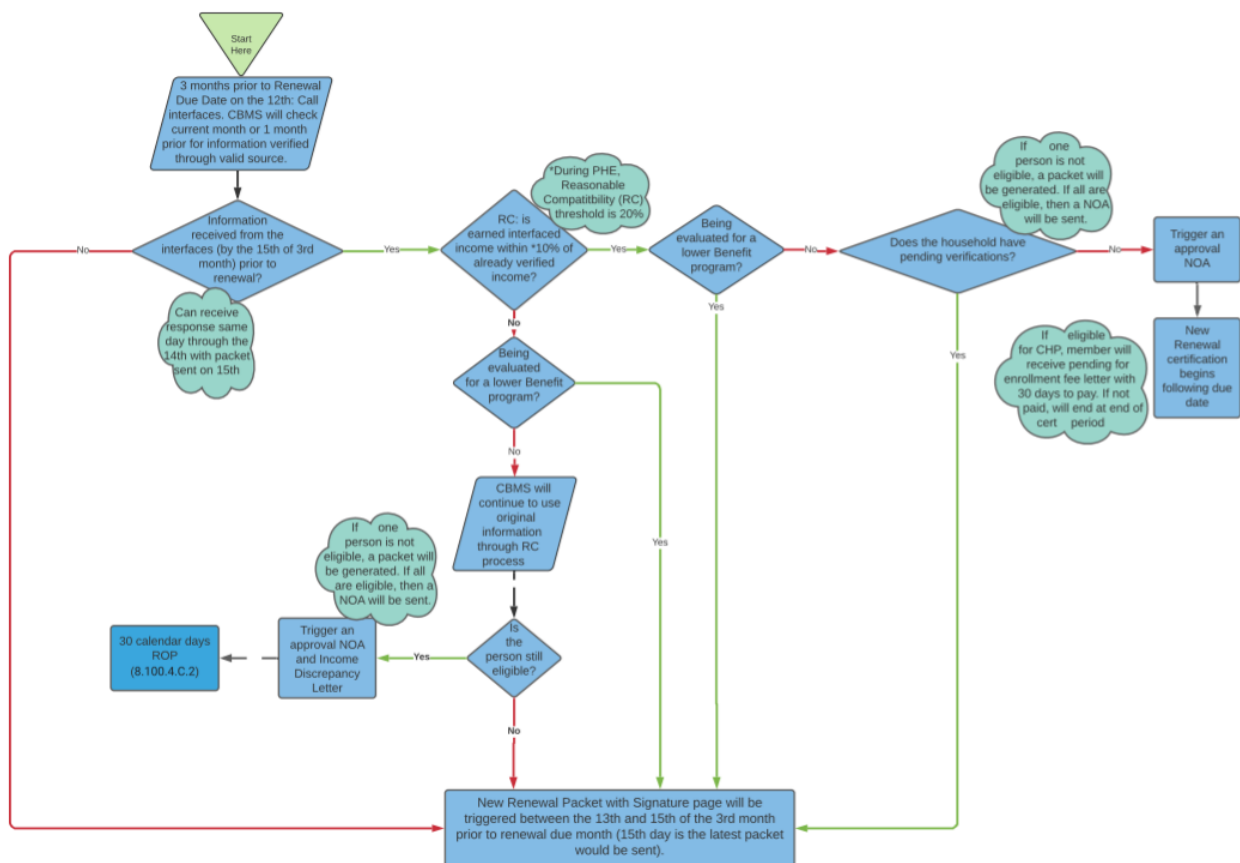 Start
Here
3 months prior to Renewal
Due Date on the 12th: Call
interfaces. CBMS will check
current month or 1 month
prior for information verified
through valid source.
Information
received from the
interfaces (by the 15th of 3rd
month) prior to
renewal?
No
Yes
Can receive
response same
day through the
14th with packet
sent on 15th
*During PHE,
Reasonable
Compatitbility (RC)
threshold is 20%
RC: is
earned interfaced
income within *10% of
already verified
income?
Yes
No
Being
evaluated for a
lower Benefit
program?
No
Yes
If one
person is not
eligible, a packet will
be generated. If all are
eligible, then a NOA
will be sent.
Does the household have
pending verifications?
No
Yes
Trigger an
approval
NOA
New
Renewal
certification
begins
following due
date
If eligible
for CHP, member will
receive pending for
enrollment fee letter with
30 days to pay. If not
paid, will end at end of
cert period
Being
evaluated
for a lower Benefit
program?
Yes
No
CBMS will
continue to use
original
information
through RC
process
If one
person is not
eligible, a packet will
be generated. If all
are eligible, then a
NOA will be sent.
Is
the
person still
eligible?
Yes
No
Trigger an
approval NOA
and Income
Discrepancy
Letter
30 calendar days
ROP
(8.100.4.C.2)
New Renewal Packet with Signature page will be
triggered between the 13th and 15th of the 3rd month
prior to renewal due month (15th day is the latest packet
would be sent).